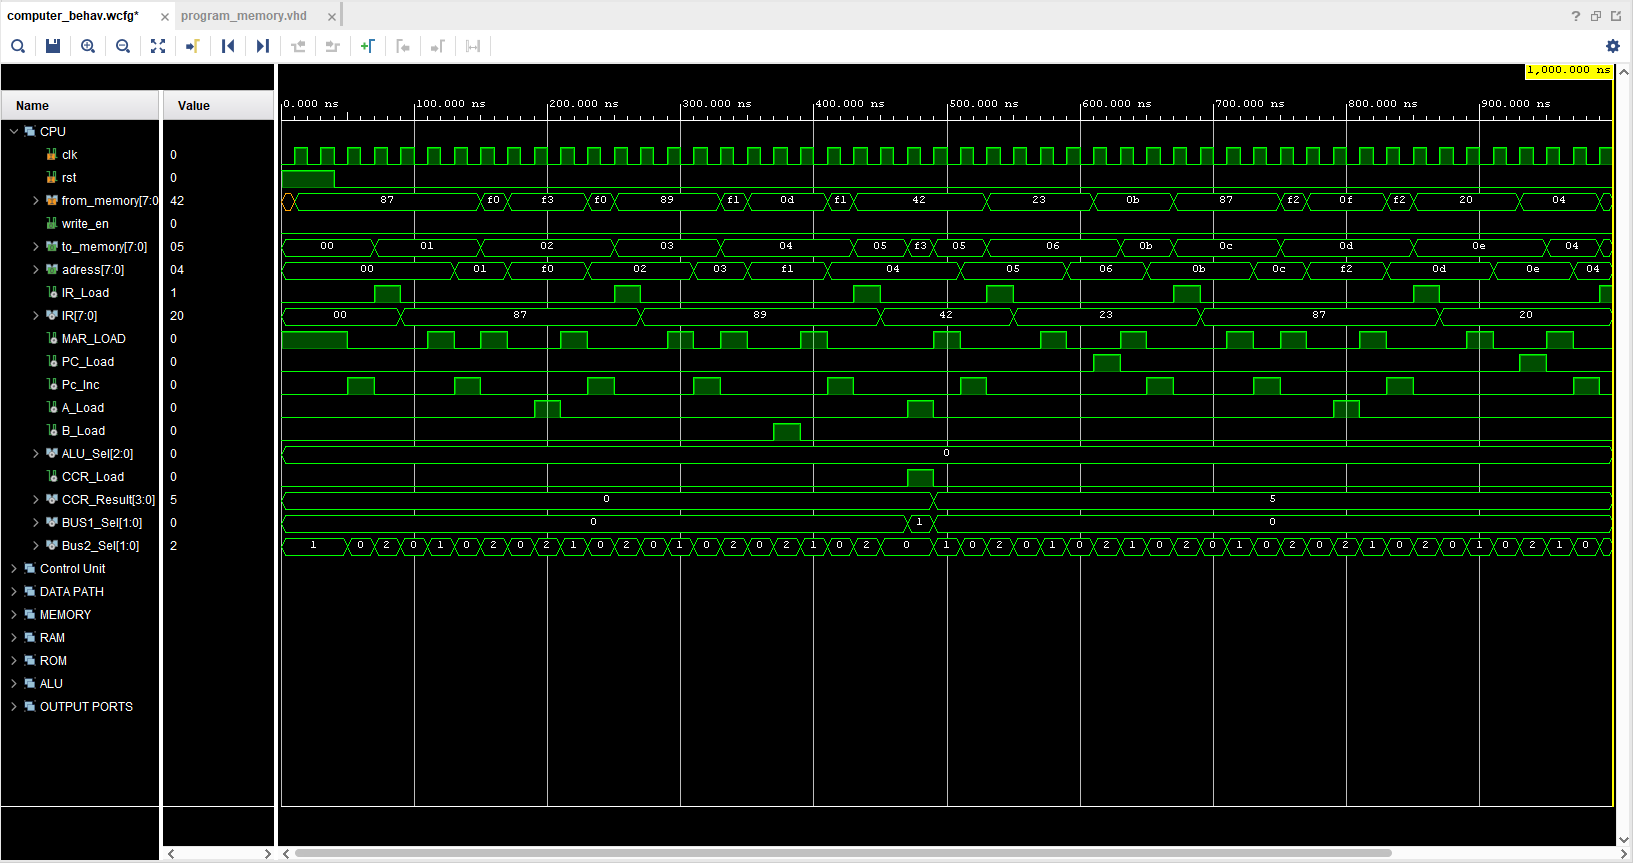 computer_behav.wcfg* × program_memory.vhd ×
?
1,000.000 ns
Name Value
0.000 ns 100.000 ns 200.000 ns 300.000 ns 400.000 ns 500.000 ns 600.000 ns 700.000 ns 800.000 ns 900.000 ns
CPU
clk 0
rst 0
from_memory[7:0 42 87 f0 f3 f0 89 f1 0d f1 42 23 0b 87 f2 0f f2 20 04
write_en 0
to_memory[7:0] 05 00 01 02 03 04 05 f3 05 06 0b 0c 0d 0e 04
adress[7:0] 04 00 01 f0 02 03 f1 04 05 06 0b 0c f2 0d 0e 04
IR_Load 1
IR[7:0] 20 00 87 89 42 23 87 20
MAR_LOAD 0
PC_Load 0
Pc_Inc 0
A_Load 0
B_Load 0
ALU_Sel[2:0] 0 0
CCR_Load 0
CCR_Result[3:0] 5 0 5
BUS1_Sel[1:0] 0 0 1 0
Bus2_Sel[1:0] 2 1 0 2 0 1 0 2 0 2 1 0 2 0 1 0 2 0 2 1 0 2 0 1 0 2 0 1 0 2 1 0 2 0 1 0 2 0 2 1 0 2 0 1 0 2 1 0
Control Unit
DATA PATH
MEMORY
RAM
ROM
ALU
OUTPUT PORTS